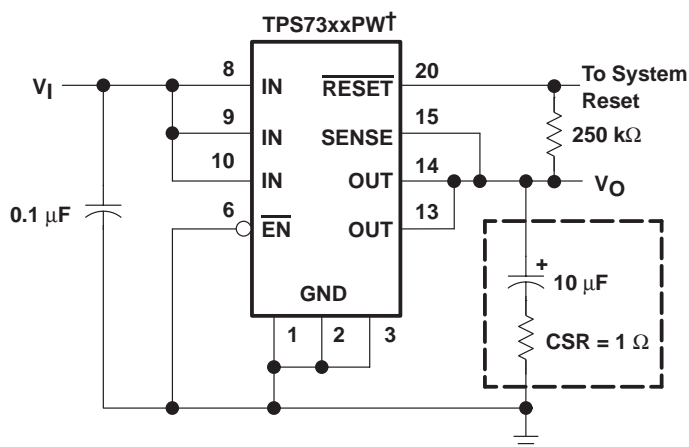 TPS73xxPW†
VI
8
IN
RESET
20
To System
Reset
9
IN
SENSE
15
250 kΩ
10
IN
OUT
14
VO
0.1 μF
6
EN
OUT
13
GND
+
10 μF
1
2
3
CSR = 1 Ω